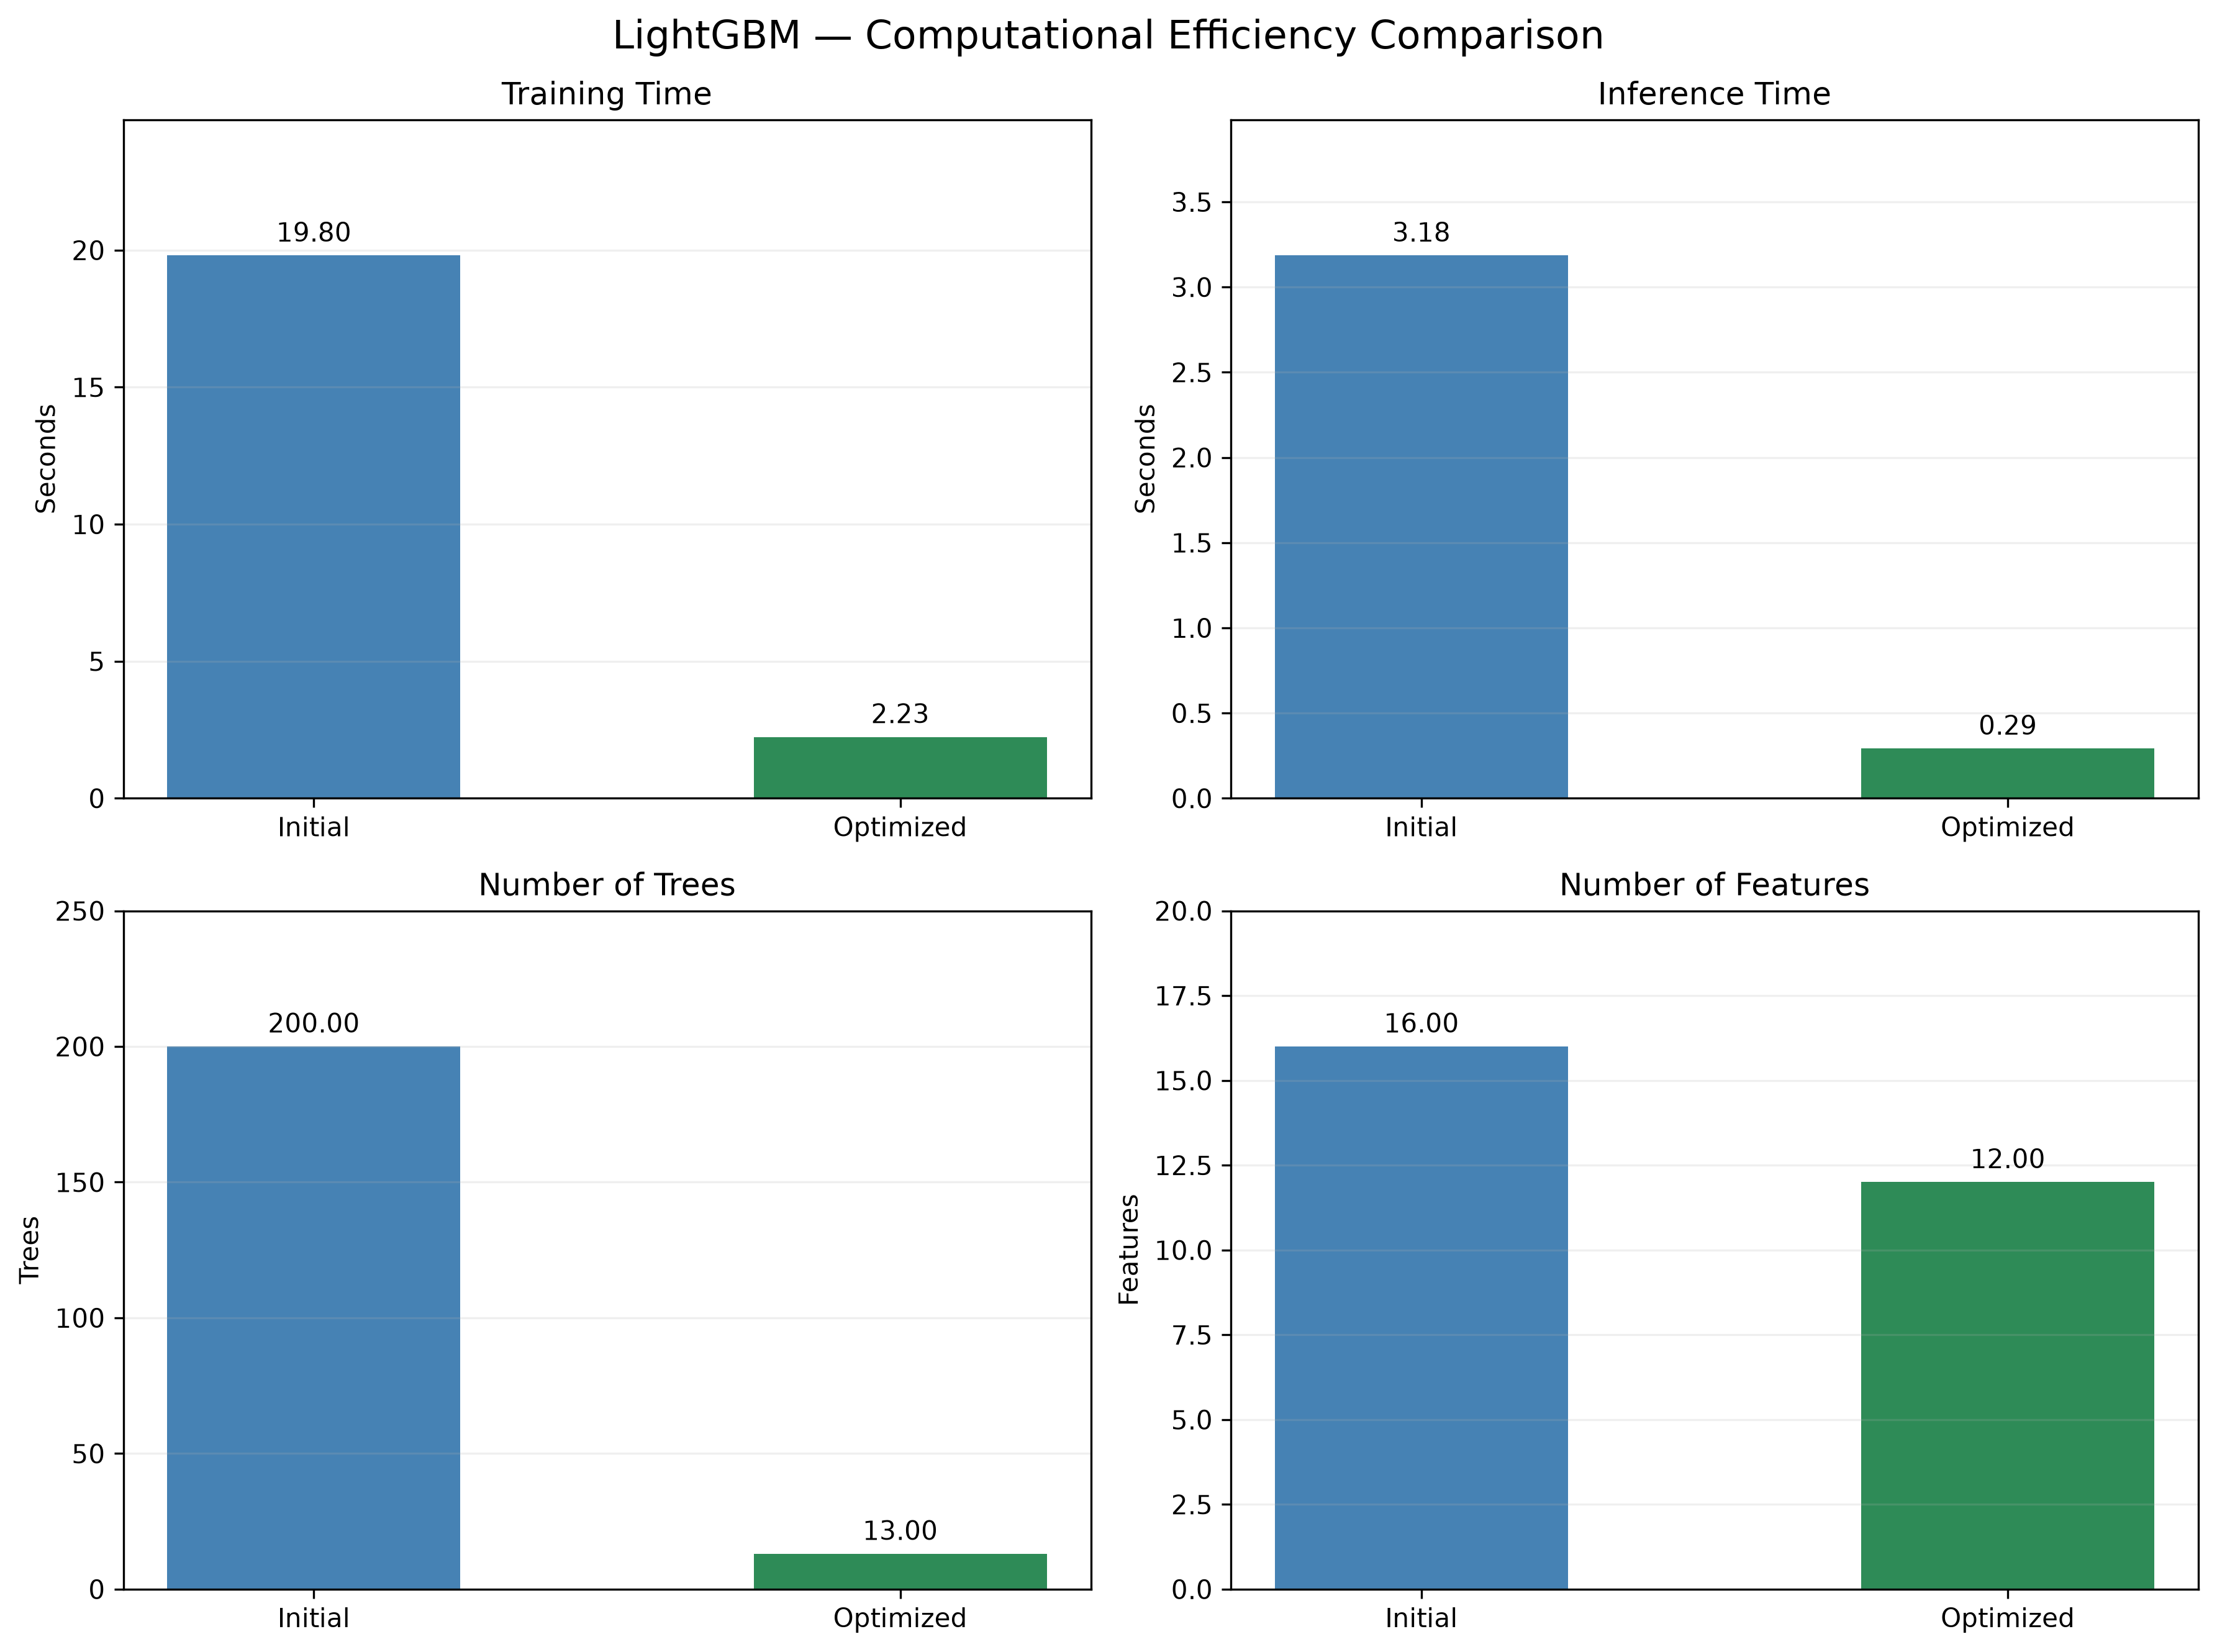 LightGBM — Computational Efficiency Comparison
Training Time
Seconds
20
15
10
5
0
19.80
2.23
Initial
Optimized
Inference Time
Seconds
3.5
3.0
2.5
2.0
1.5
1.0
0.5
0.0
3.18
0.29
Initial
Optimized
Number of Trees
Trees
250
200
150
100
50
0
200.00
13.00
Initial
Optimized
Number of Features
Features
20.0
17.5
15.0
12.5
10.0
7.5
5.0
2.5
0.0
16.00
12.00
Initial
Optimized